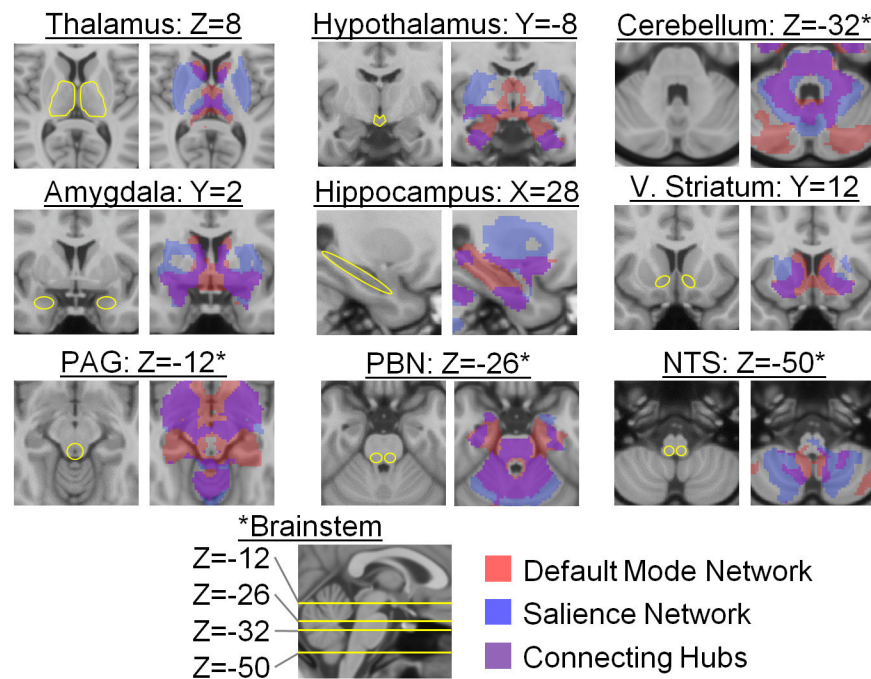 Thalamus: Z=8
Hypothalamus: Y=-8
Cerebellum: Z=-32*
Amygdala: Y=2
Hippocampus: X=28
V. Striatum: Y=12
PAG: Z=-12*
PBN: Z=-26*
NTS: Z=-50*
*Brainstem
Z=-12
Z=-26
Z=-32
Z=-50
Default Mode Network
Salience Network
Connecting Hubs